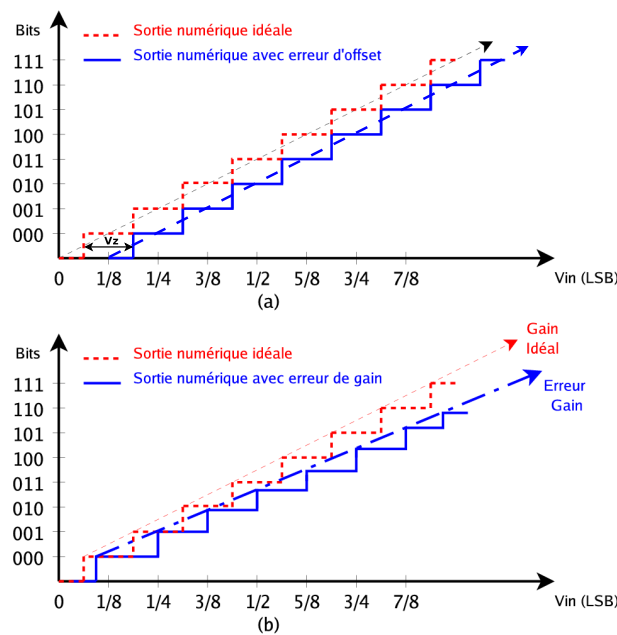 Bits
Sortie numérique idéale
Sortie numérique avec erreur d'offset
111
110
101
100
011
010
001
000
Vz
0
1/8
1/4
3/8
1/2
5/8
3/4
7/8
Vin (LSB)
(a)
Bits
Sortie numérique idéale
Sortie numérique avec erreur de gain
Gain
Idéal
Erreur
Gain
111
110
101
100
011
010
001
000
0
1/8
1/4
3/8
1/2
5/8
3/4
7/8
Vin (LSB)
(b)